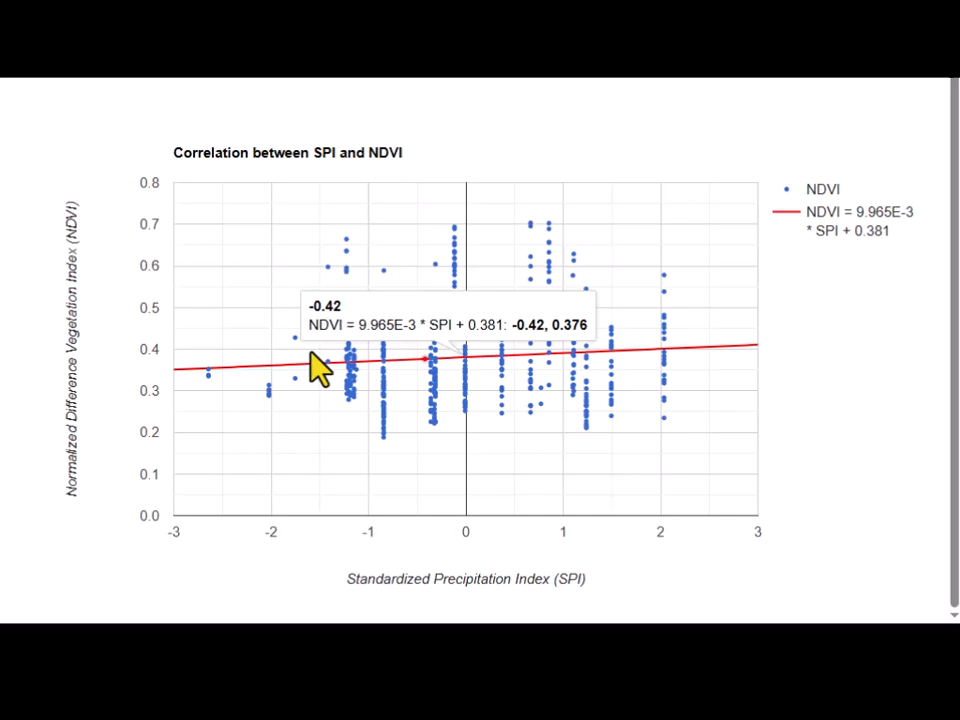 Correlation between SPI and NDVI
0.8
0.7
0.6
0.5
0.4
0.3
0.2
0.1
0.0
Normalized Difference Vegetation Index (NDVI)
-0.42
NDVI = 9.965E-3 * SPI + 0.381: -0.42, 0.376
NDVI
NDVI = 9.965E-3
* SPI + 0.381
-3 -2 -1 0 1 2 3
Standardized Precipitation Index (SPI)